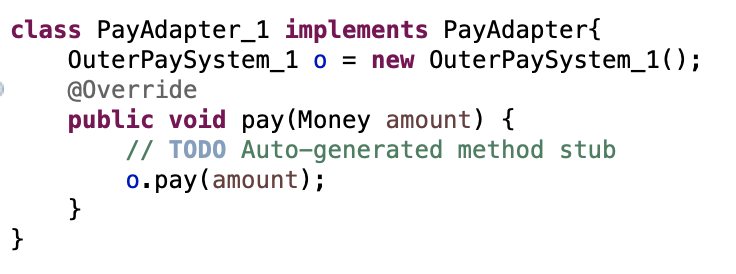 class PayAdapter_1 implements PayAdapter{
    OuterPaySystem_1 o = new OuterPaySystem_1();
    @Override
    public void pay(Money amount) {
        // TODO Auto-generated method stub
        o.pay(amount);
    }
}